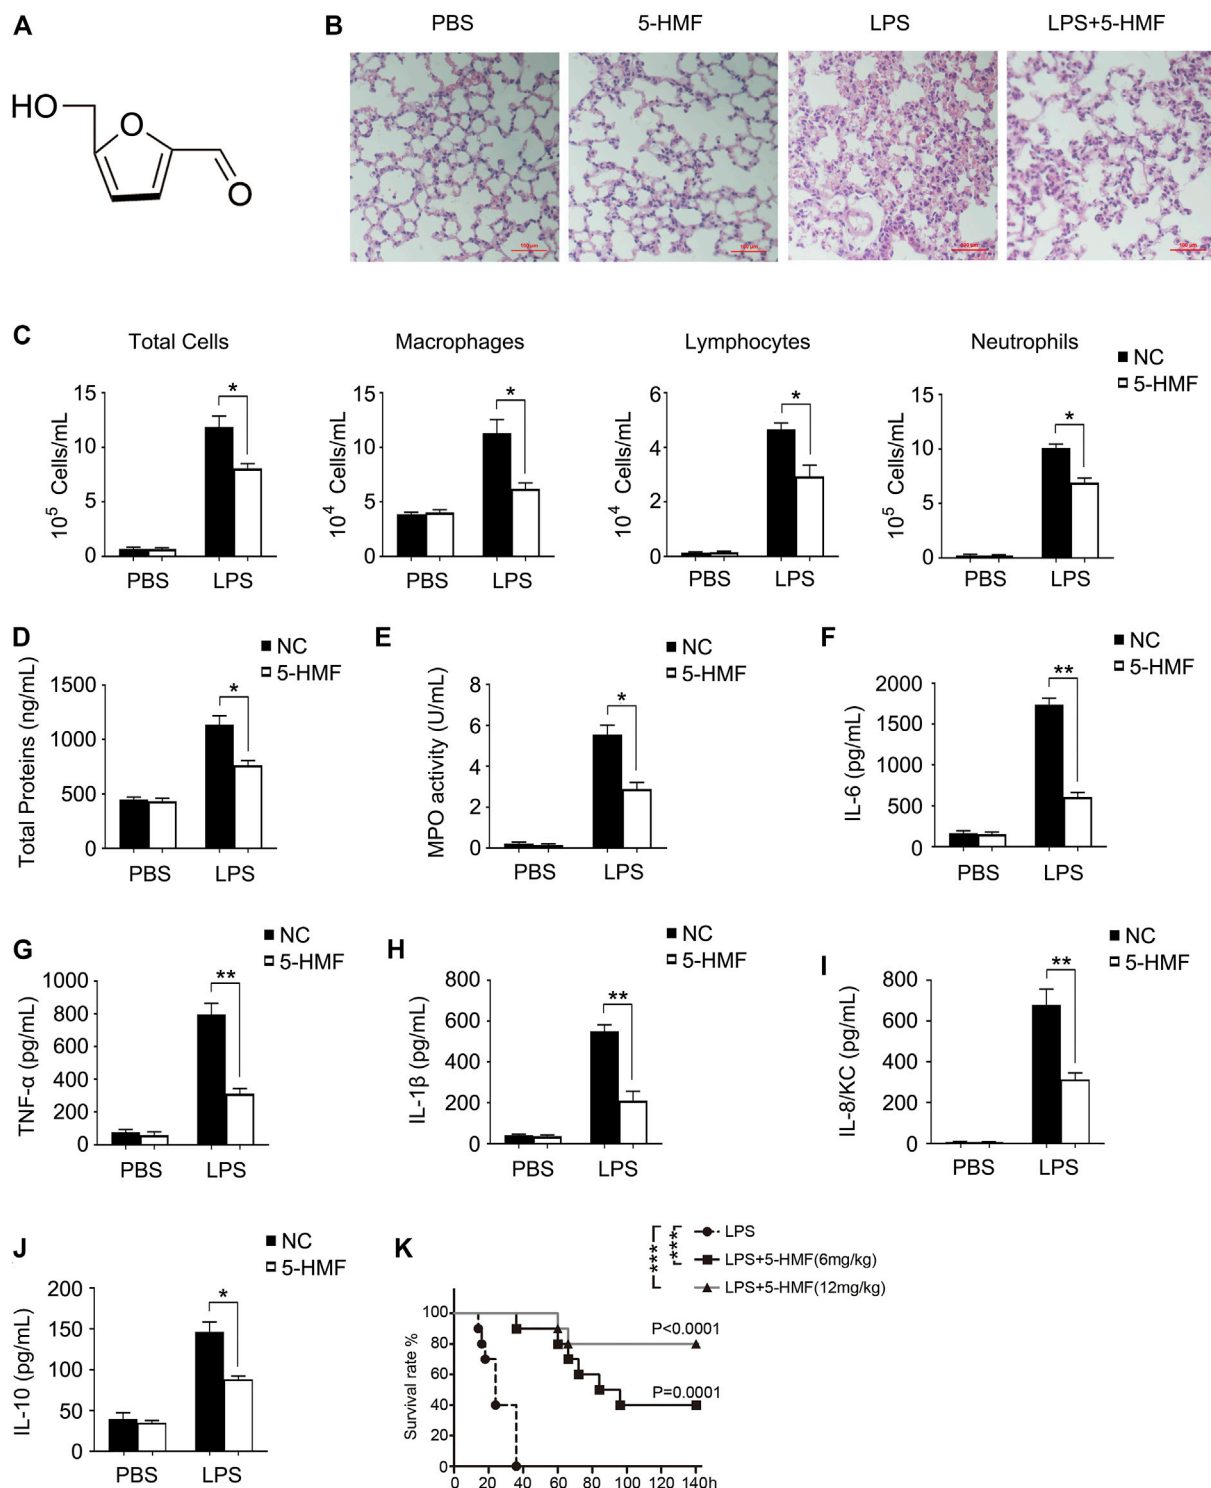 A
HO
O
O
B
PBS 5-HMF LPS LPS+5-HMF
100 µm 100 µm 100 µm 100 µm
C
Total Cells Macrophages Lymphocytes Neutrophils
NC
5-HMF
10⁵ Cells/mL
15
10
5
0
*
PBS LPS
10⁴ Cells/mL
15
10
5
0
*
PBS LPS
10⁴ Cells/mL
6
4
2
0
*
PBS LPS
10⁵ Cells/mL
15
10
5
0
*
PBS LPS
D
NC
5-HMF
Total Proteins (ng/mL)
1500
1000
500
0
*
PBS LPS
E
NC
5-HMF
MPO activity (U/mL)
8
6
4
2
0
*
PBS LPS
F
NC
5-HMF
IL-6 (pg/mL)
2000
1500
1000
500
0
**
PBS LPS
G
NC
5-HMF
TNF-α (pg/mL)
1000
800
600
400
200
0
**
PBS LPS
H
NC
5-HMF
IL-1β (pg/mL)
800
600
400
200
0
**
PBS LPS
I
NC
5-HMF
IL-8/KC (pg/mL)
800
600
400
200
0
**
PBS LPS
J
NC
5-HMF
IL-10 (pg/mL)
200
150
100
50
0
*
PBS LPS
K
*** ***
LPS
LPS+5-HMF(6mg/kg)
LPS+5-HMF(12mg/kg)
Survival rate %
100
80
60
40
20
0
P<0.0001
P=0.0001
0 20 40 60 80 100 120 140h